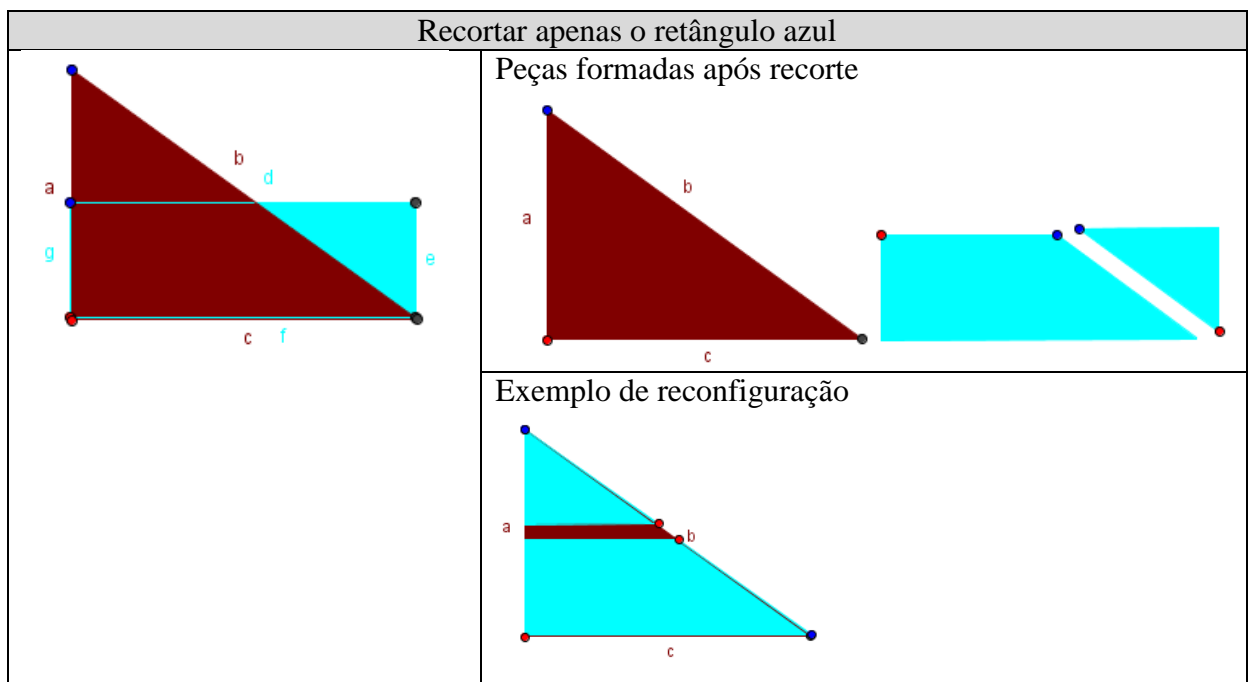 Recortar apenas o retângulo azul
b
d
a
g
e
c f
Peças formadas após recorte
b
a
c
Exemplo de reconfiguração
a
b
c